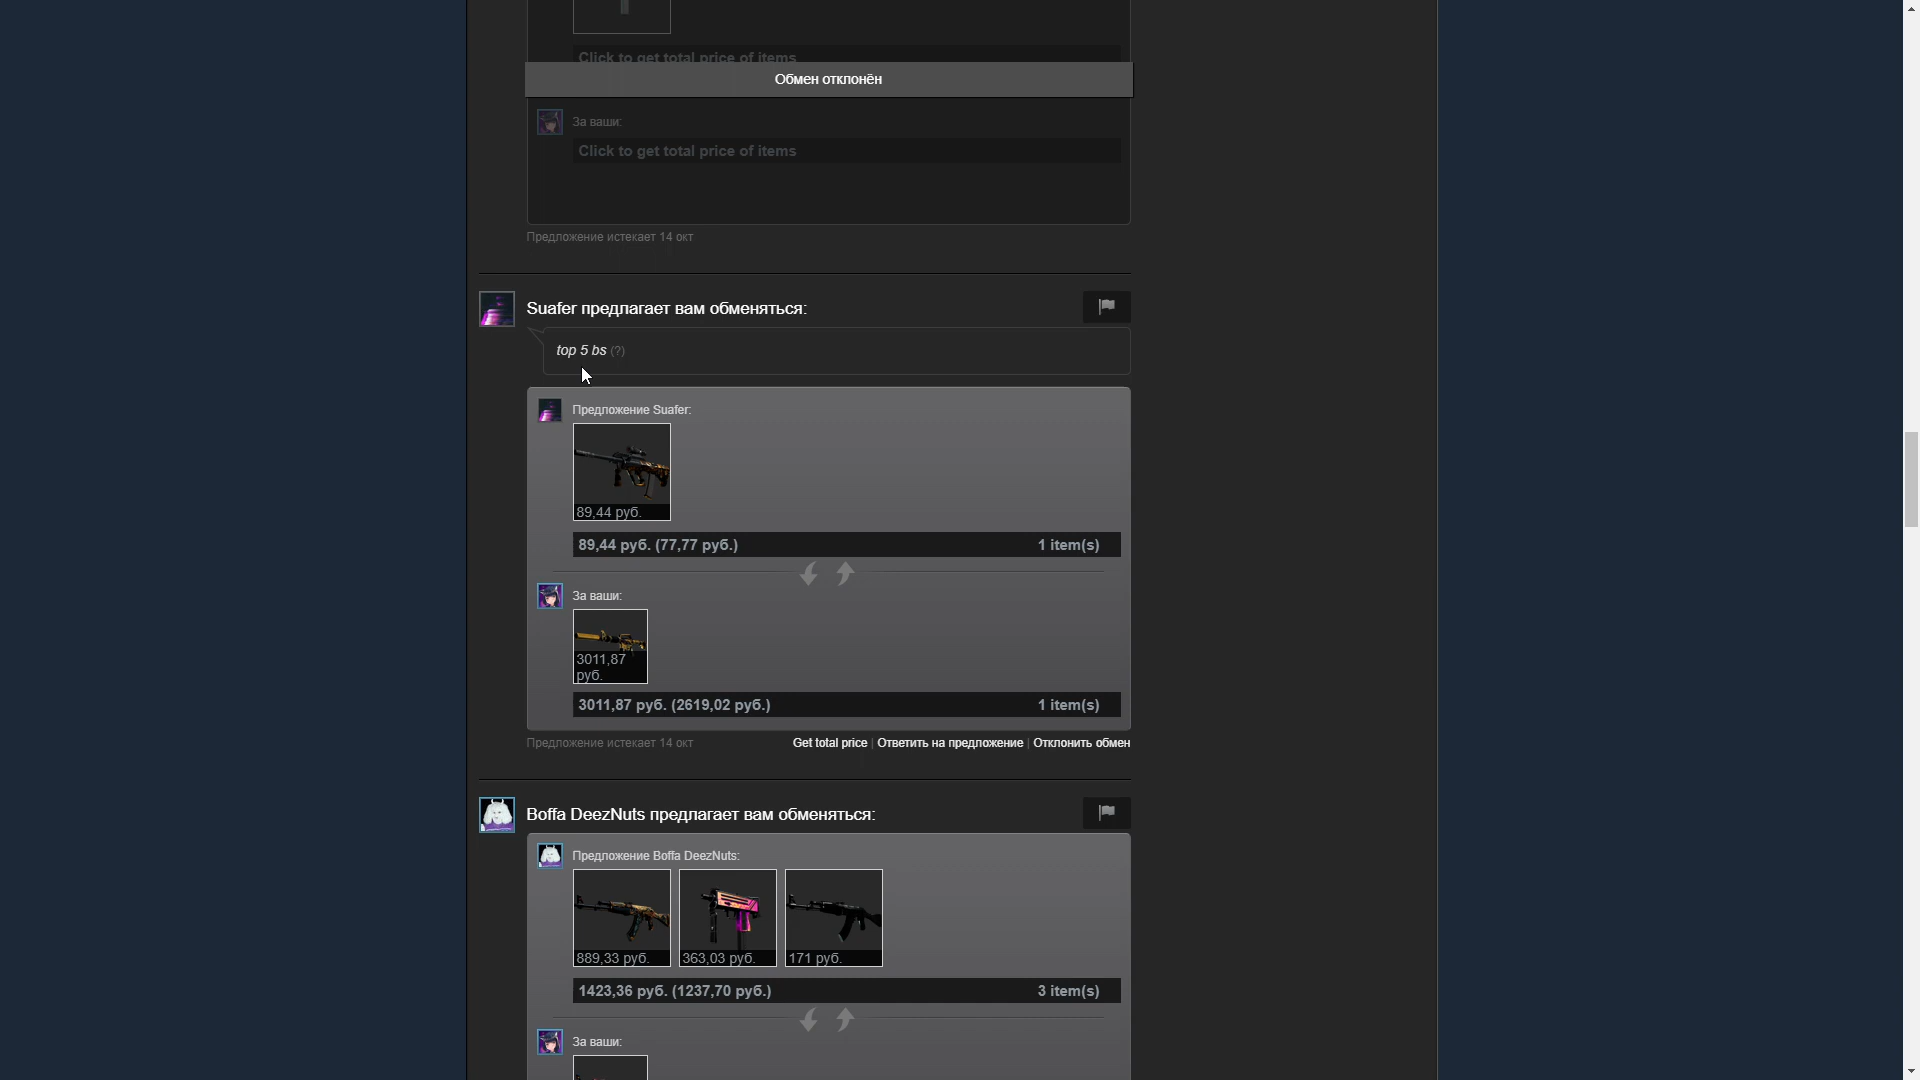 Click to get total price of items
Обмен отклонён
За ваши:
Click to get total price of items
Предложение истекает 14 окт
Suafer предлагает вам обменяться:
top 5 bs (?)
Предложение Suafer:
89,44 руб.
89,44 руб. (77,77 руб.) 1 item(s)
За ваши:
3011,87
руб.
3011,87 руб. (2619,02 руб.) 1 item(s)
Предложение истекает 14 окт Get total price | Ответить на предложение | Отклонить обмен
Boffa DeezNuts предлагает вам обменяться:
Предложение Boffa DeezNuts:
889,33 руб. 363,03 руб. 171 руб.
1423,36 руб. (1237,70 руб.) 3 item(s)
За ваши: